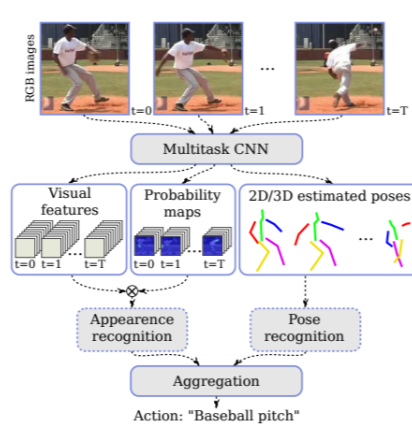 RGB images
t=0
t=1
...
t=T
Multitask CNN
Visual
features
t=0 t=1 ... t=T
Probability
maps
t=0 t=1 ... t=T
2D/3D estimated poses
...
⊗
Appearence
recognition
Pose
recognition
Aggregation
Action: "Baseball pitch"